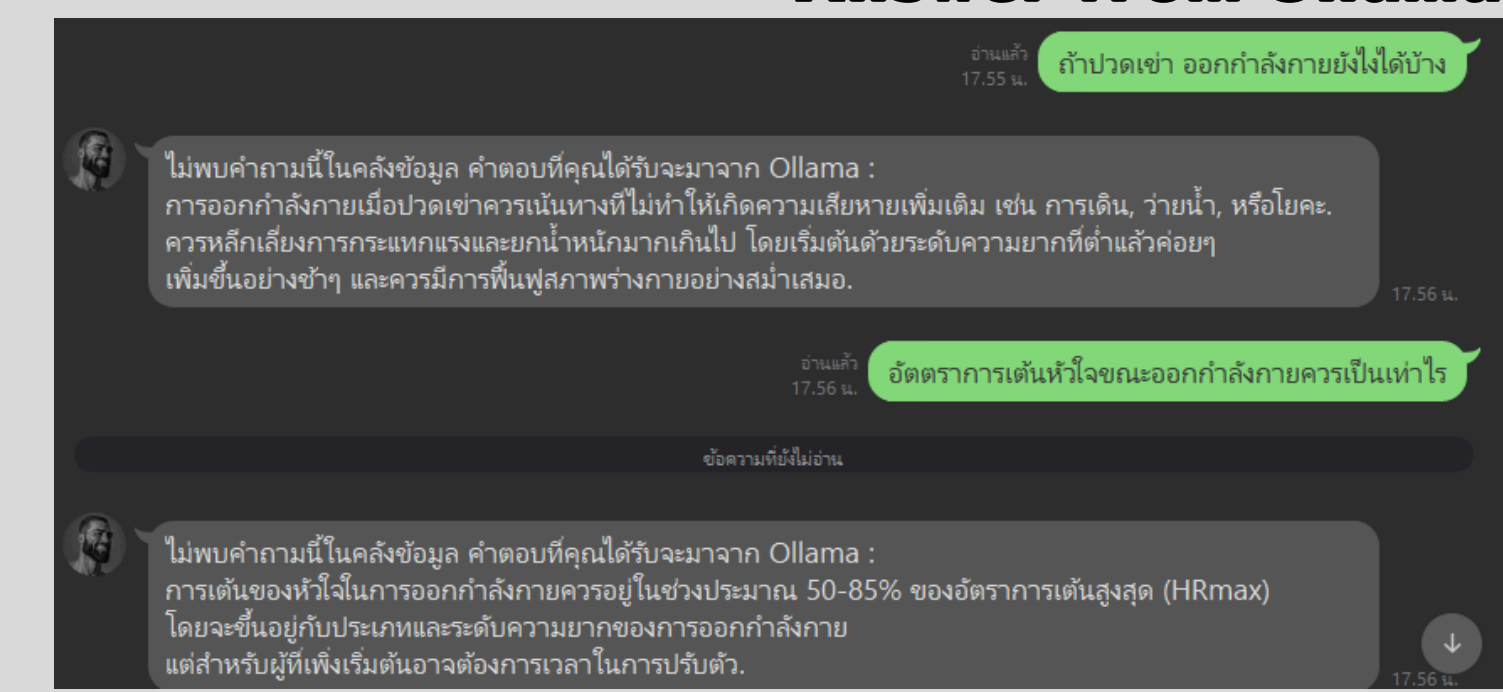 อ่านแล้ว
17.55 น.
ถ้าปวดเข่า ออกกำลังกายยังไงได้บ้าง
ไม่พบคำถามนี้ในคลังข้อมูล คำตอบที่คุณได้รับจะมาจาก Ollama :
การออกกำลังกายเมื่อปวดเข่าควรเน้นทางที่ไม่ทำให้เกิดความเสียหายเพิ่มเติม เช่น การเดิน, ว่ายน้ำ, หรือโยคะ.
ควรหลีกเลี่ยงการกระแทกแรงและยกน้ำหนักมากเกินไป โดยเริ่มต้นด้วยระดับความยากที่ต่ำแล้วค่อยๆ
เพิ่มขึ้นอย่างช้าๆ และควรมีการฟื้นฟูสภาพร่างกายอย่างสม่ำเสมอ.
17.56 น.
อ่านแล้ว
17.56 น.
อัตตราการเต้นหัวใจขณะออกกำลังกายควรเป็นเท่าไร
ข้อความที่ยังไม่อ่าน
ไม่พบคำถามนี้ในคลังข้อมูล คำตอบที่คุณได้รับจะมาจาก Ollama :
การเต้นของหัวใจในการออกกำลังกายควรอยู่ในช่วงประมาณ 50-85% ของอัตราการเต้นสูงสุด (HRmax)
โดยจะขึ้นอยู่กับประเภทและระดับความยากของการออกกำลังกาย
แต่สำหรับผู้ที่เพิ่งเริ่มต้นอาจต้องการเวลาในการปรับตัว.
17.56 น.